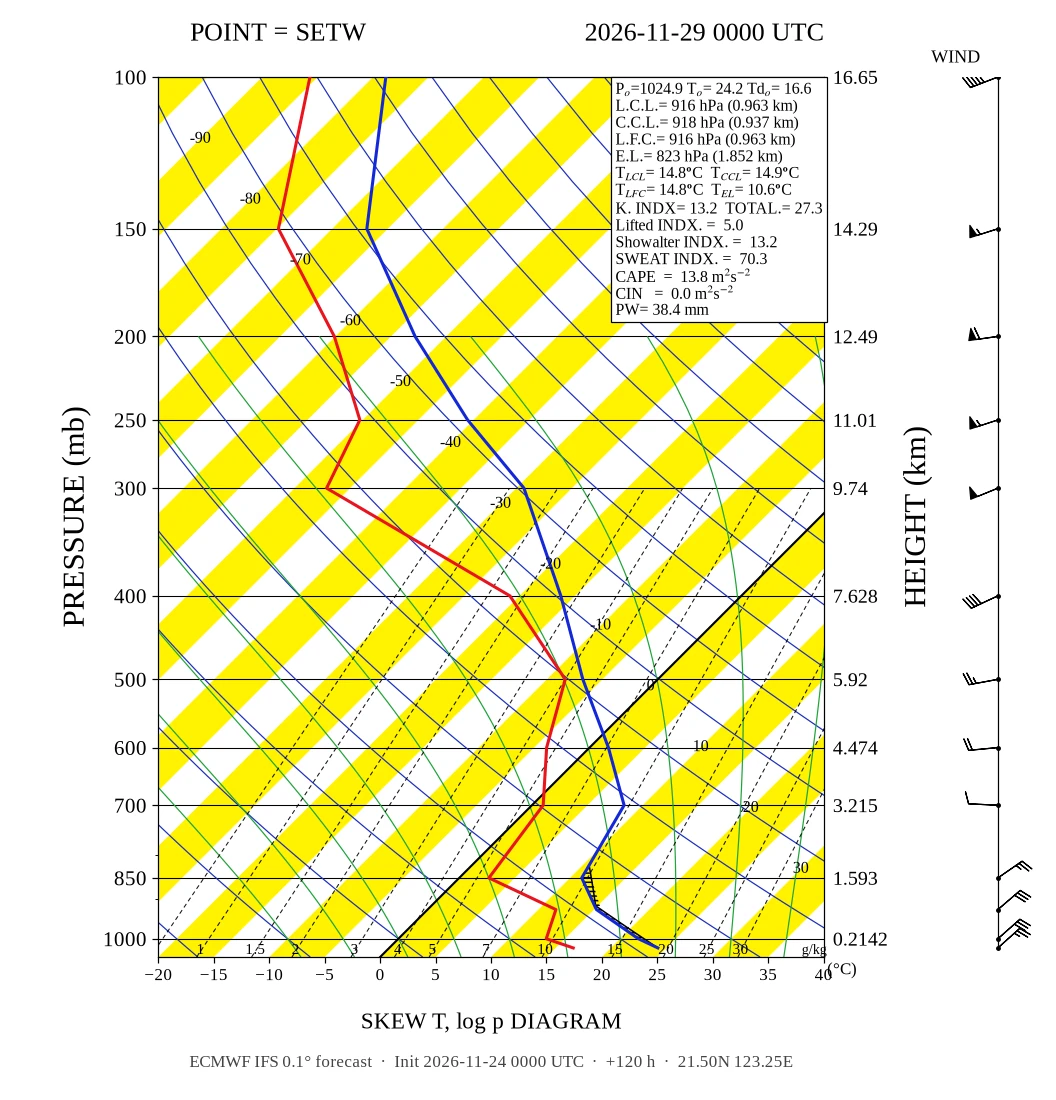 POINT = SETW
2026-11-29 0000 UTC
WIND
Pₒ=1024.9 Tₒ= 24.2 Tdₒ= 16.6
L.C.L.= 916 hPa (0.963 km)
C.C.L.= 918 hPa (0.937 km)
L.F.C.= 916 hPa (0.963 km)
E.L.= 823 hPa (1.852 km)
T_LCL= 14.8°C T_CCL= 14.9°C
T_LFC= 14.8°C T_EL= 10.6°C
K. INDX= 13.2 TOTAL.= 27.3
Lifted INDX. = 5.0
Showalter INDX. = 13.2
SWEAT INDX. = 70.3
CAPE = 13.8 m²s⁻²
CIN = 0.0 m²s⁻²
PW= 38.4 mm
PRESSURE (mb)
100
150
200
250
300
400
500
600
700
850
1000
-90
-80
-70
-60
-50
-40
-30
-20
-10
0
10
20
30
16.65
14.29
12.49
11.01
9.74
7.628
5.92
4.474
3.215
1.593
0.2142
HEIGHT (km)
1 1.5 2 3 4 5 7 10 15 20 25 30 g/kg
−20 −15 −10 −5 0 5 10 15 20 25 30 35 40 (°C)
SKEW T, log p DIAGRAM
ECMWF IFS 0.1° forecast · Init 2026-11-24 0000 UTC · +120 h · 21.50N 123.25E